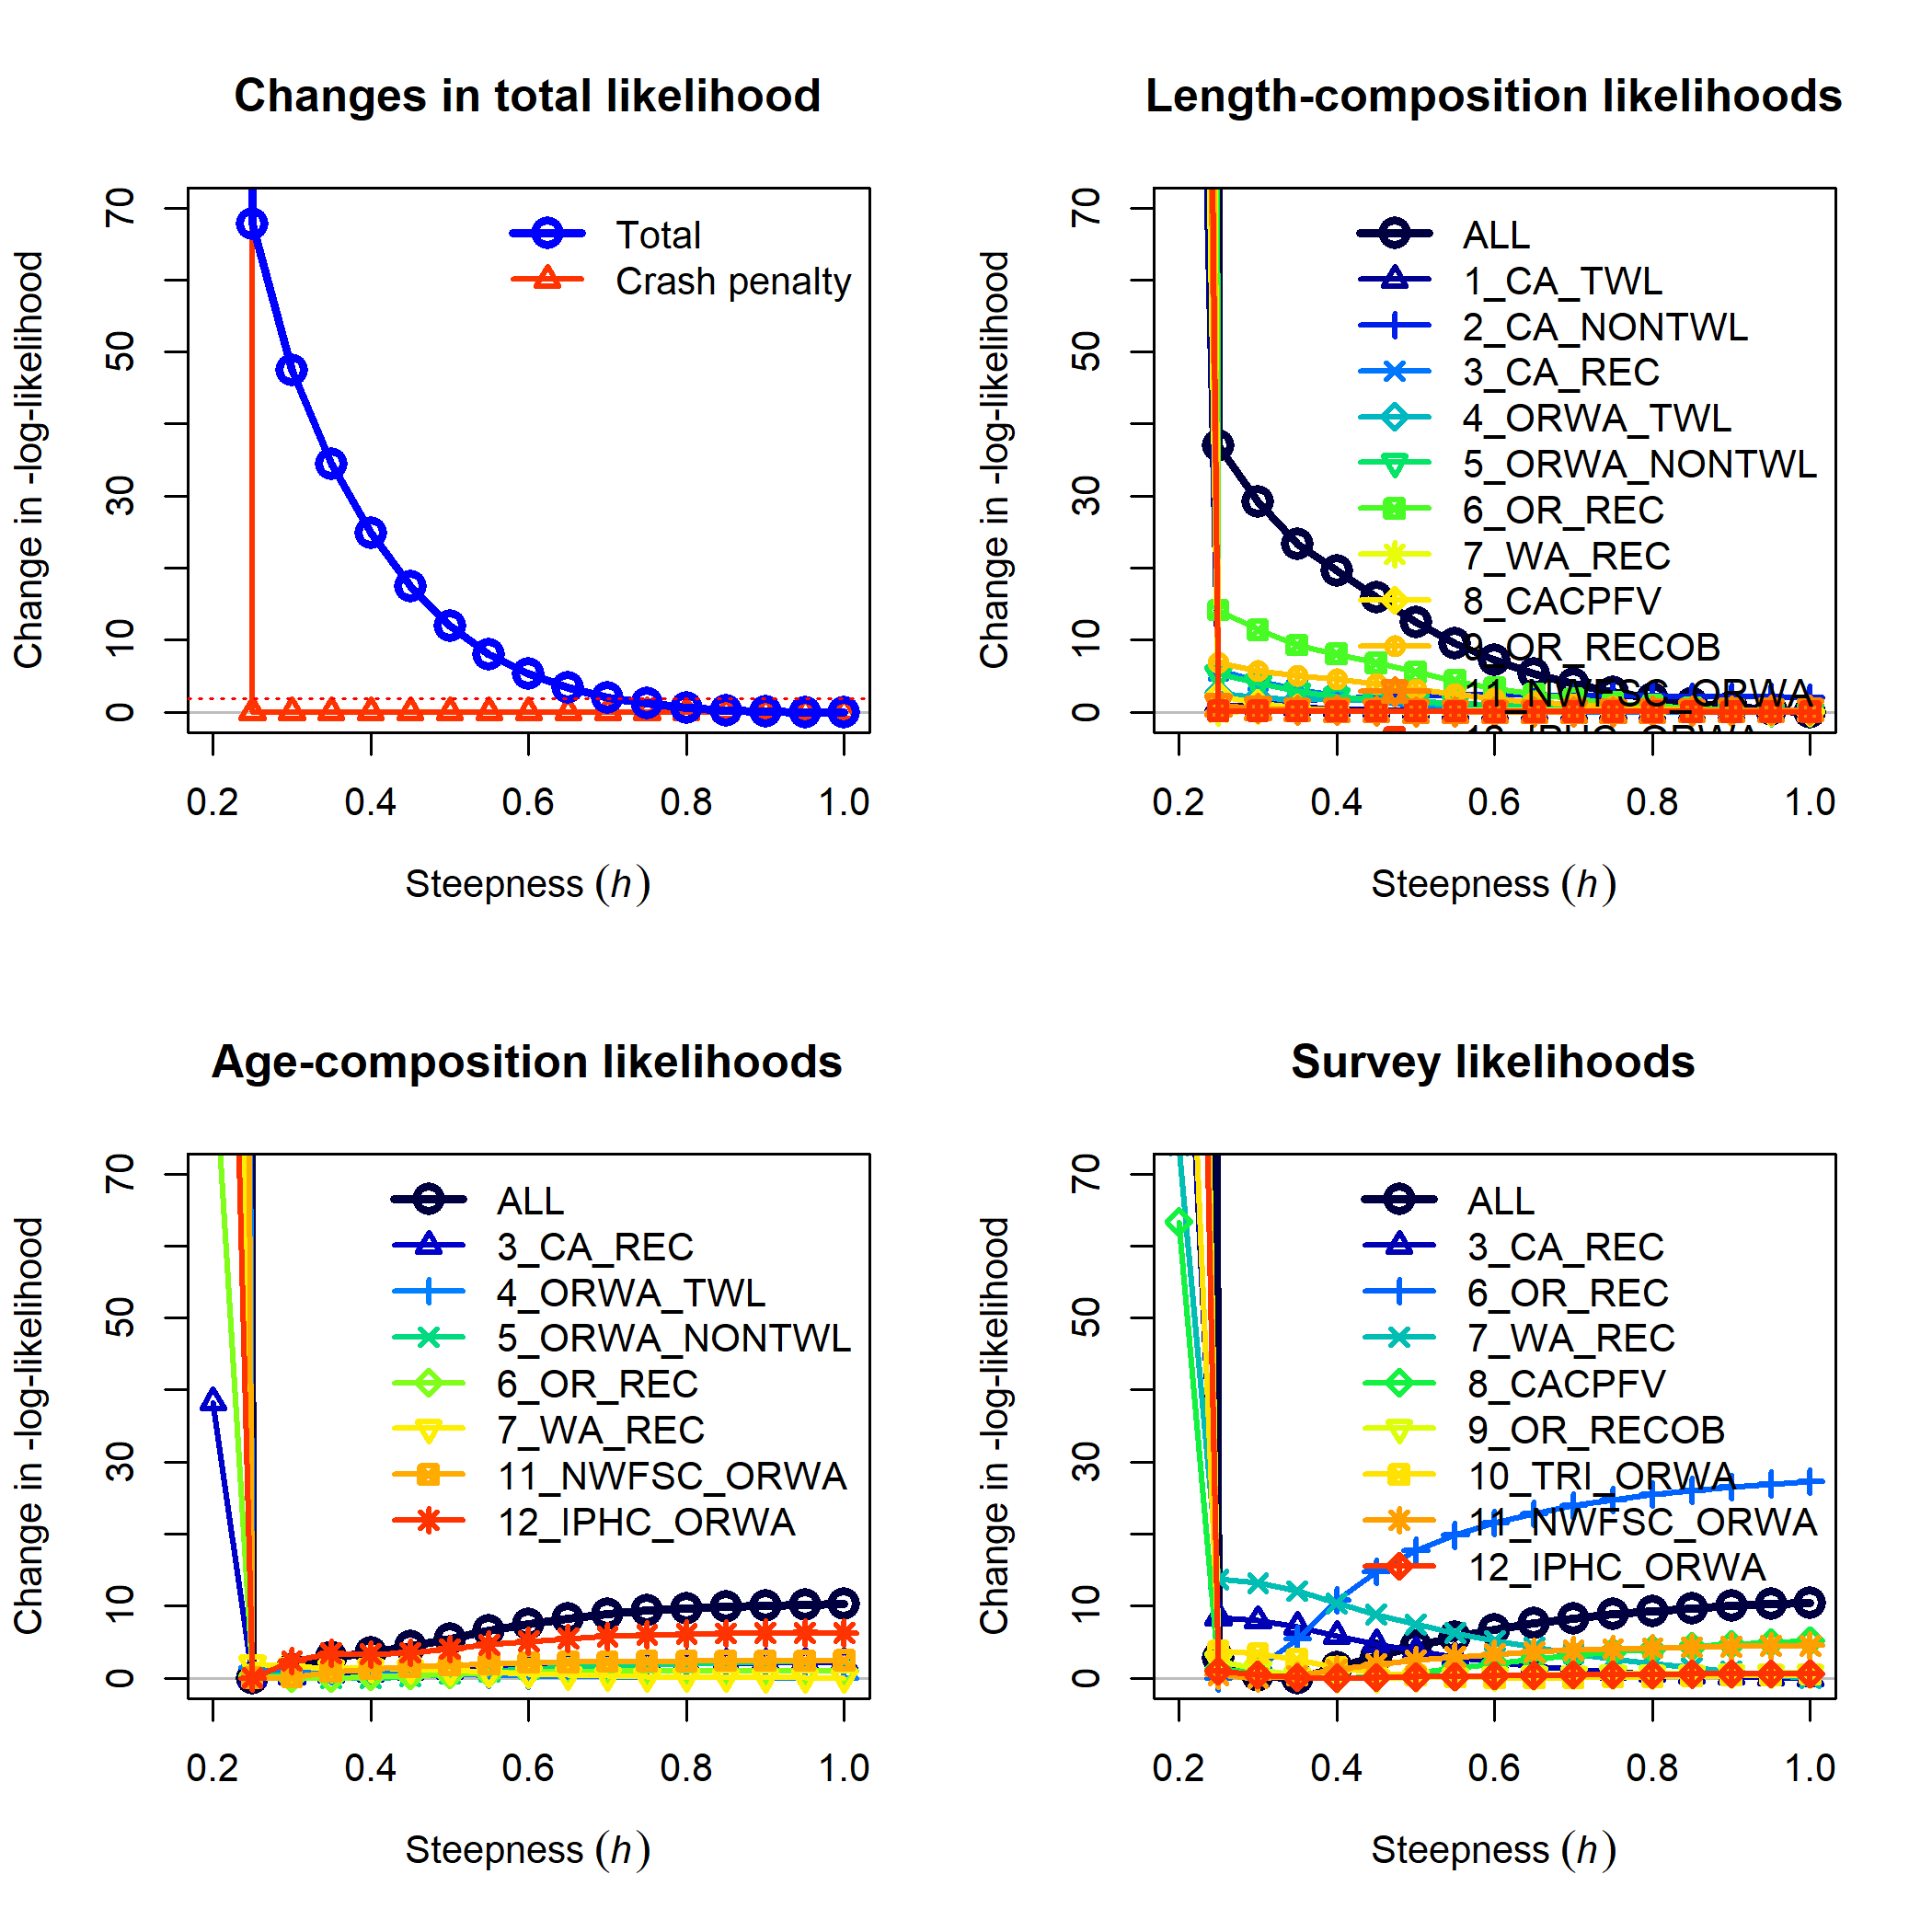 Changes in total likelihood
Change in -log-likelihood
70
50
30
10
0
Total
Crash penalty
0.2 0.4 0.6 0.8 1.0
Steepness (h)
Length-composition likelihoods
Change in -log-likelihood
70
50
30
10
0
ALL
1_CA_TWL
2_CA_NONTWL
3_CA_REC
4_ORWA_TWL
5_ORWA_NONTWL
6_OR_REC
7_WA_REC
8_CACPFV
9_OR_RECOB
11_NWFSC_ORWA
12_IPHC_ORWA
0.2 0.4 0.6 0.8 1.0
Steepness (h)
Age-composition likelihoods
Change in -log-likelihood
70
50
30
10
0
ALL
3_CA_REC
4_ORWA_TWL
5_ORWA_NONTWL
6_OR_REC
7_WA_REC
11_NWFSC_ORWA
12_IPHC_ORWA
0.2 0.4 0.6 0.8 1.0
Steepness (h)
Survey likelihoods
Change in -log-likelihood
70
50
30
10
0
ALL
3_CA_REC
6_OR_REC
7_WA_REC
8_CACPFV
9_OR_RECOB
10_TRI_ORWA
11_NWFSC_ORWA
12_IPHC_ORWA
0.2 0.4 0.6 0.8 1.0
Steepness (h)